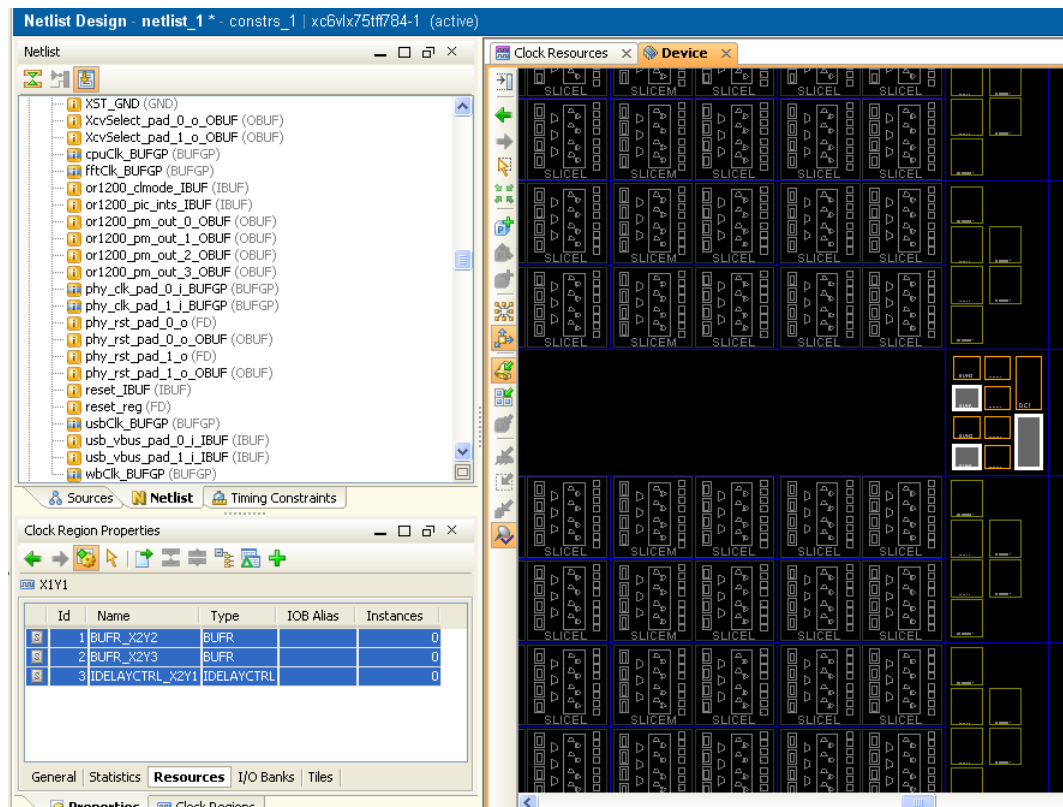 Netlist Design - netlist_1 * - constrs_1 | xc6vlx75tff784-1 (active)
Netlist
XST_GND (GND)
XcvSelect_pad_0_o_OBUF (OBUF)
XcvSelect_pad_1_o_OBUF (OBUF)
cpuClk_BUFGP (BUFGP)
fftClk_BUFGP (BUFGP)
or1200_clmode_IBUF (IBUF)
or1200_pic_ints_IBUF (IBUF)
or1200_pm_out_0_OBUF (OBUF)
or1200_pm_out_1_OBUF (OBUF)
or1200_pm_out_2_OBUF (OBUF)
or1200_pm_out_3_OBUF (OBUF)
phy_clk_pad_0_i_BUFGP (BUFGP)
phy_clk_pad_1_i_BUFGP (BUFGP)
phy_rst_pad_0_o (FD)
phy_rst_pad_0_o_OBUF (OBUF)
phy_rst_pad_1_o (FD)
phy_rst_pad_1_o_OBUF (OBUF)
reset_IBUF (IBUF)
reset_reg (FD)
usbClk_BUFGP (BUFGP)
usb_vbus_pad_0_i_IBUF (IBUF)
usb_vbus_pad_1_i_IBUF (IBUF)
wbClk_BUFGP (BUFGP)
Sources Netlist Timing Constraints
Clock Region Properties
X1Y1
Id Name Type IOB Alias Instances
1 BUFR_X2Y2 BUFR 0
2 BUFR_X2Y3 BUFR 0
3 IDELAYCTRL_X2Y1 IDELAYCTRL 0
General Statistics Resources I/O Banks Tiles
Properties Clock Regions
Clock Resources Device
SLICEL SLICEM SLICEL SLICEL SLICEL
SLICEL SLICEM SLICEL SLICEL SLICEL
SLICEL SLICEM SLICEL SLICEL SLICEL
SLICEL SLICEM SLICEL SLICEL SLICEL
DCI
SLICEL SLICEM SLICEL SLICEL SLICEL
SLICEL SLICEM SLICEL SLICEL SLICEL
SLICEL SLICEM SLICEL SLICEL SLICEL